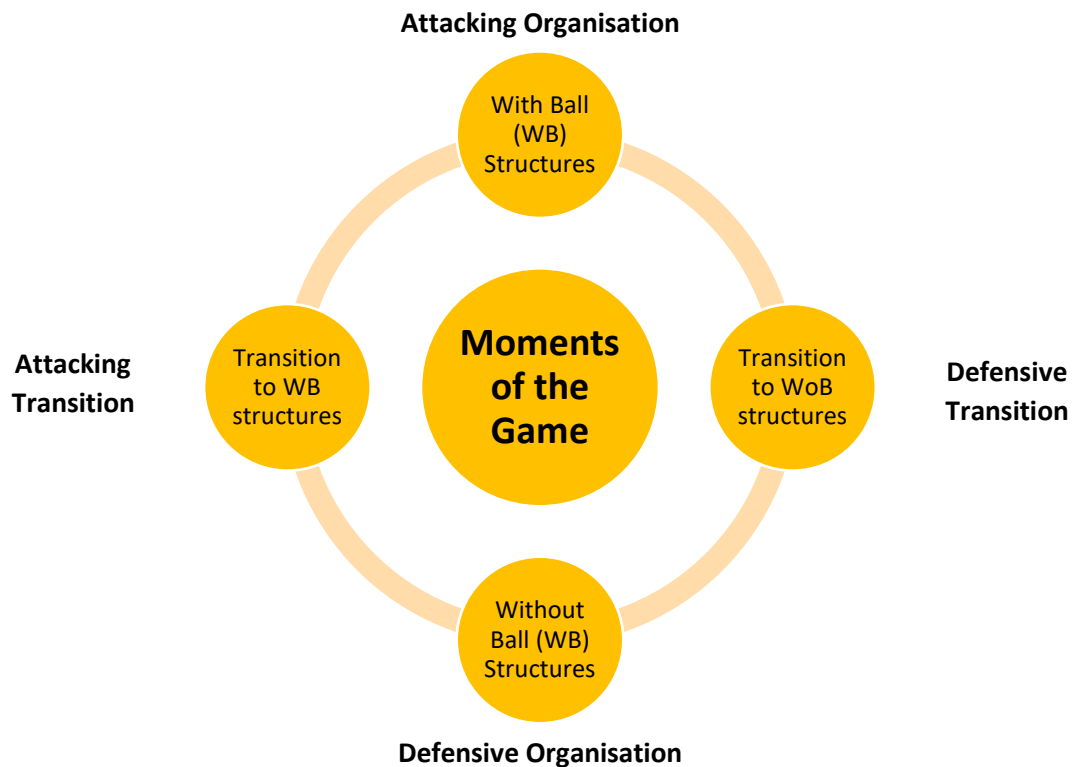 Attacking Organisation
With Ball
(WB)
Structures
Attacking
Transition
Transition
to WB
structures
Moments
of the
Game
Transition
to WoB
structures
Defensive
Transition
Without
Ball (WB)
Structures
Defensive Organisation